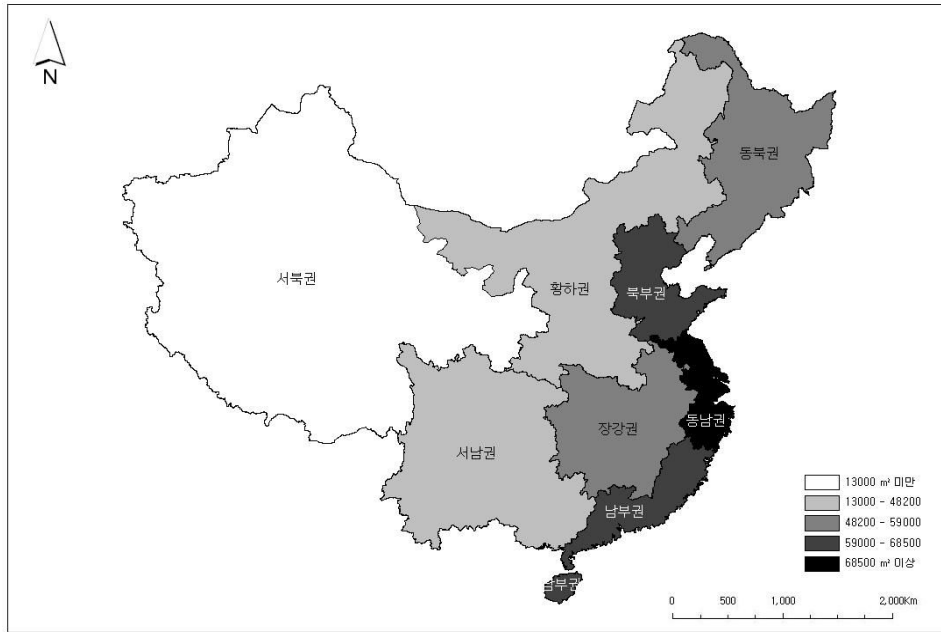 N
동북권
서북권
황하권
북부권
동남권
장강권
서남권
남부권
남부권
13000 ㎡ 미만
13000 - 48200
48200 - 59000
59000 - 68500
68500 ㎡ 이상
0 500 1,000 2,000Km